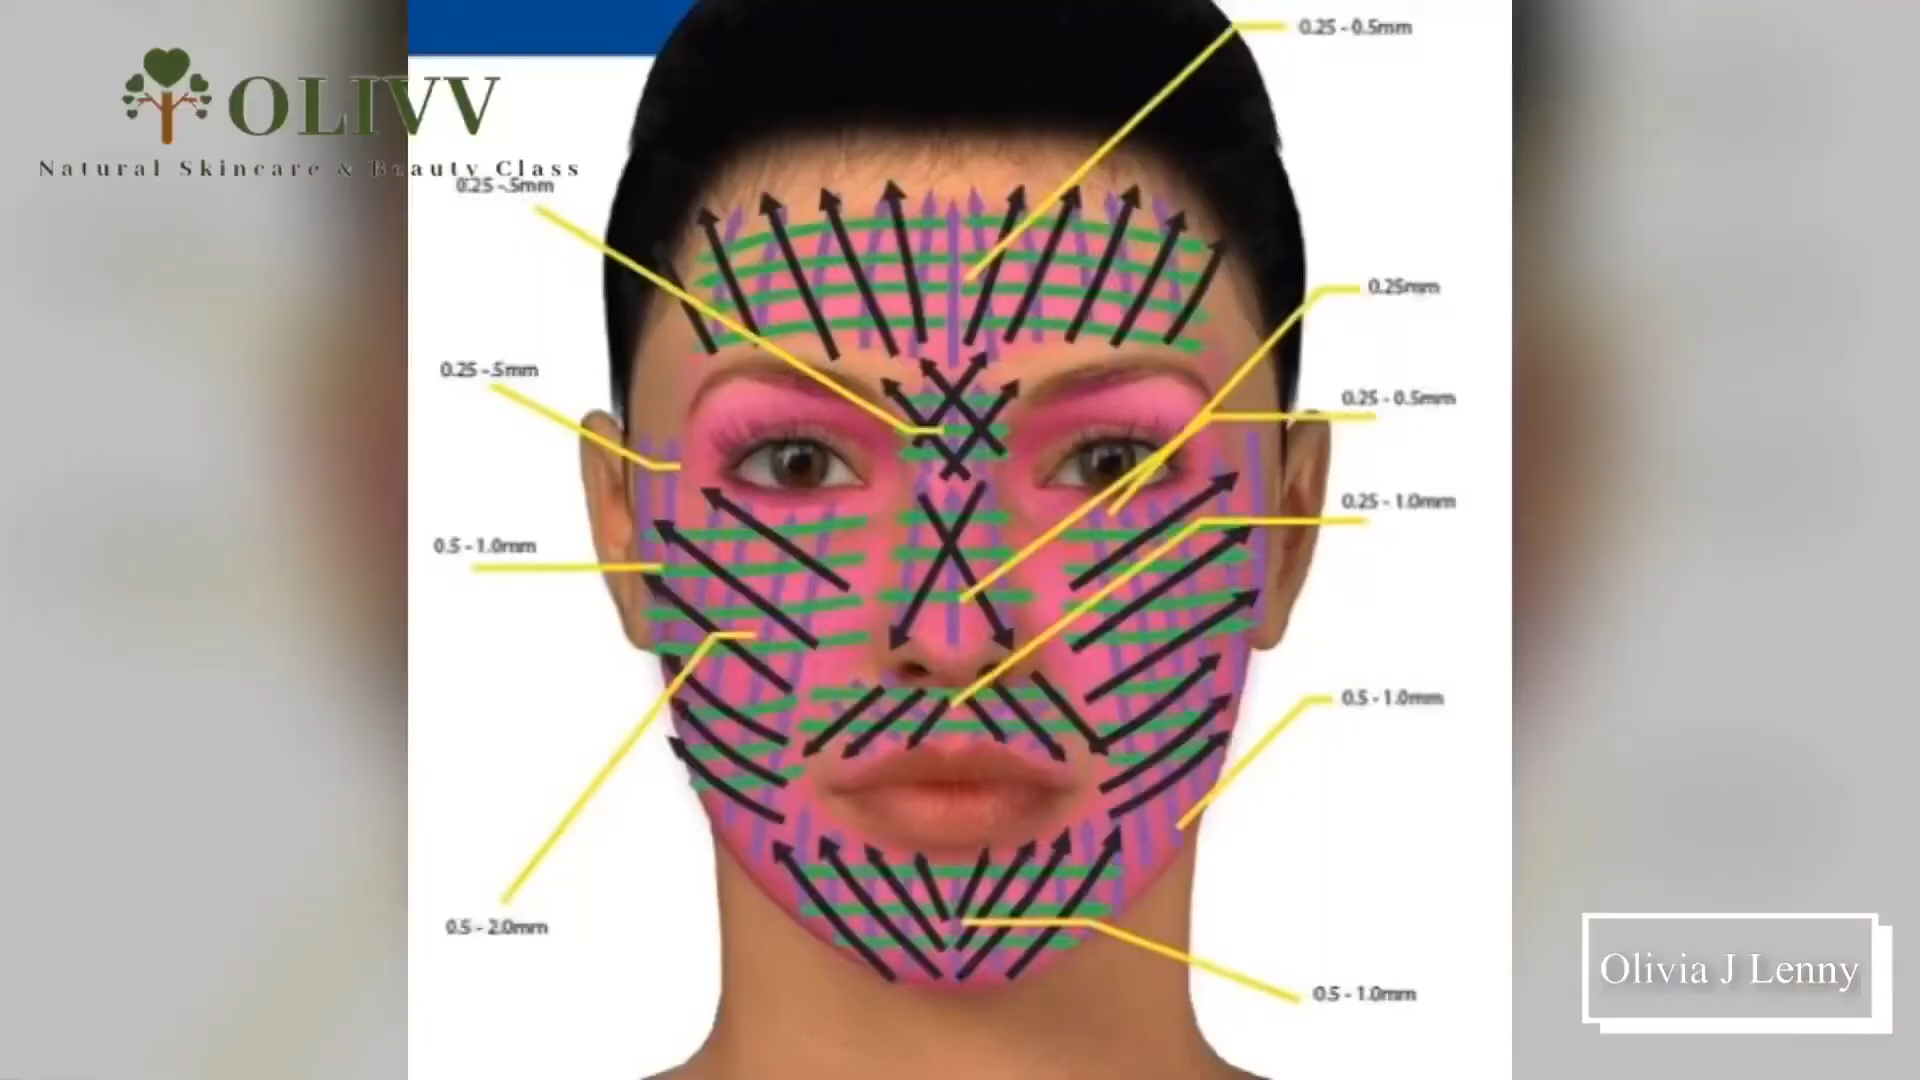 OLIVV
Natural Skincare & Beauty Class
0.25 - 0.5mm
0.25 -.5mm
0.25mm
0.25 -.5mm
0.25 - 0.5mm
0.25 - 1.0mm
0.5 - 1.0mm
0.5 - 1.0mm
0.5 - 2.0mm
Olivia J Lenny
0.5 - 1.0mm